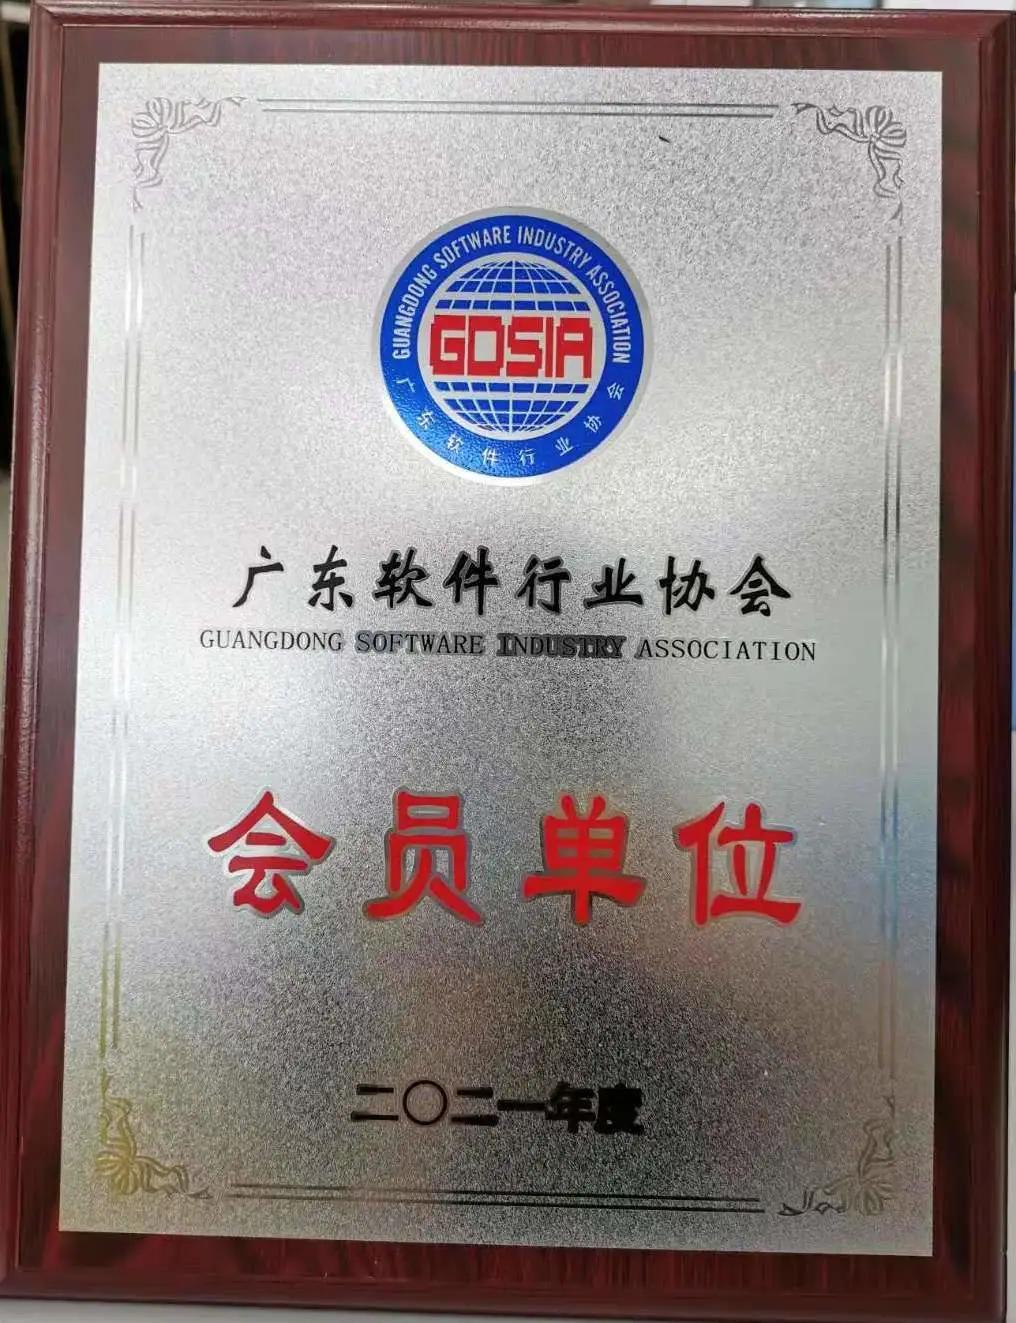 GUANGDONG SOFTWARE INDUSTRY ASSOCIATION
GDSIA
广东软件行业协会
广东软件行业协会
GUANGDONG SOFTWARE INDUSTRY ASSOCIATION
会员单位
二〇二一年度